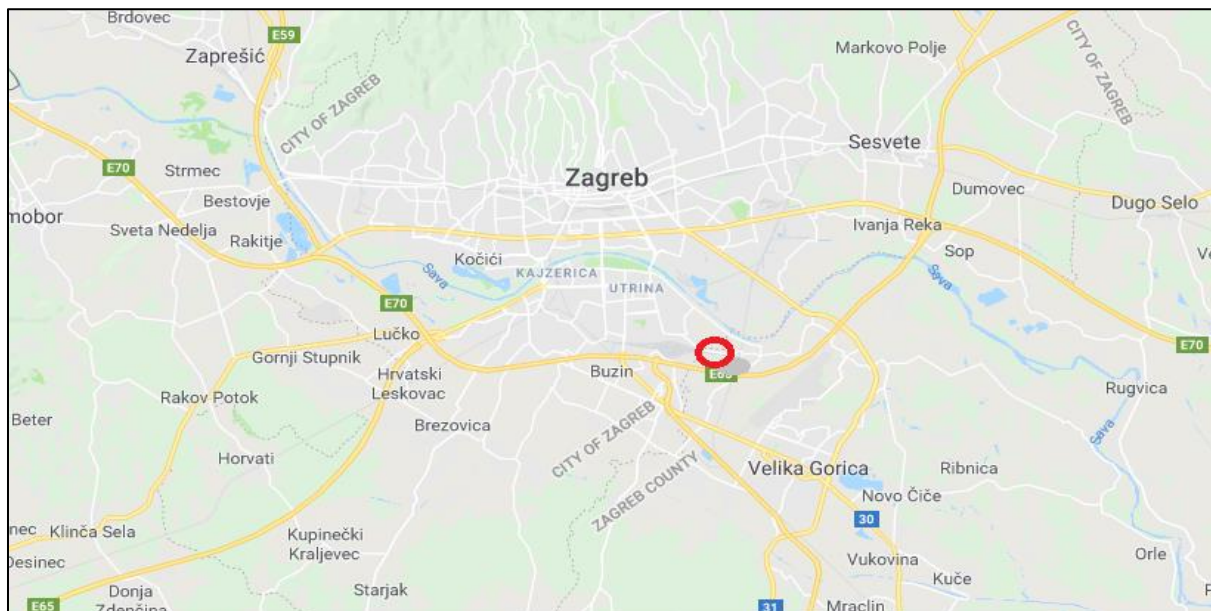 Brdovec
E59
Zaprešić
Markovo Polje
CITY OF ZAGREB
CITY OF ZAGREB
Sesvete
E70
Strmec
Zagreb
Bestovje
Dumovec
Dugo Selo
mobor
Sveta Nedelja
Rakitje
Ivanja Reka
Kočići
Sop
Sava
KAJZERICA
UTRINA
Sava
E70
Lučko
E70
Gornji Stupnik
Hrvatski
Leskovac
Buzin
Rugvica
Rakov Potok
Beter
Brezovica
CITY OF ZAGREB
Sava
Horvati
ZAGREB COUNTY
Velika Gorica
Ribnica
Novo Čiče
nec
Klinča Sela
30
Kupinečki
Kraljevec
Desinec
Vukovina
Orle
Donja
Zdenčina
Starjak
Kuče
E65
31
Mraclin